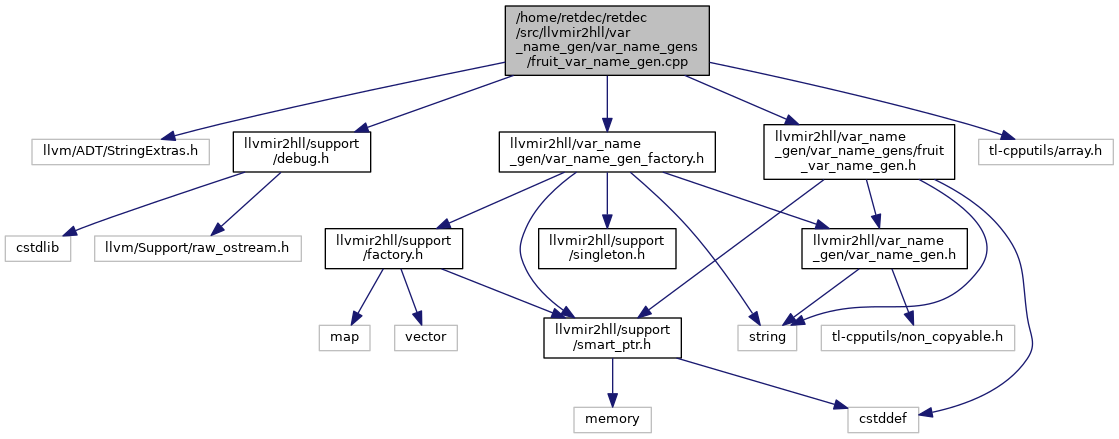 /home/retdec/retdec
/src/llvmir2hll/var
_name_gen/var_name_gens
/fruit_var_name_gen.cpp
llvm/ADT/StringExtras.h
llvmir2hll/support
/debug.h
llvmir2hll/var_name
_gen/var_name_gen_factory.h
llvmir2hll/var_name
_gen/var_name_gens/fruit
_var_name_gen.h
tl-cpputils/array.h
cstdlib
llvm/Support/raw_ostream.h
llvmir2hll/support
/factory.h
llvmir2hll/support
/singleton.h
llvmir2hll/var_name
_gen/var_name_gen.h
map
vector
llvmir2hll/support
/smart_ptr.h
string
tl-cpputils/non_copyable.h
memory
cstddef